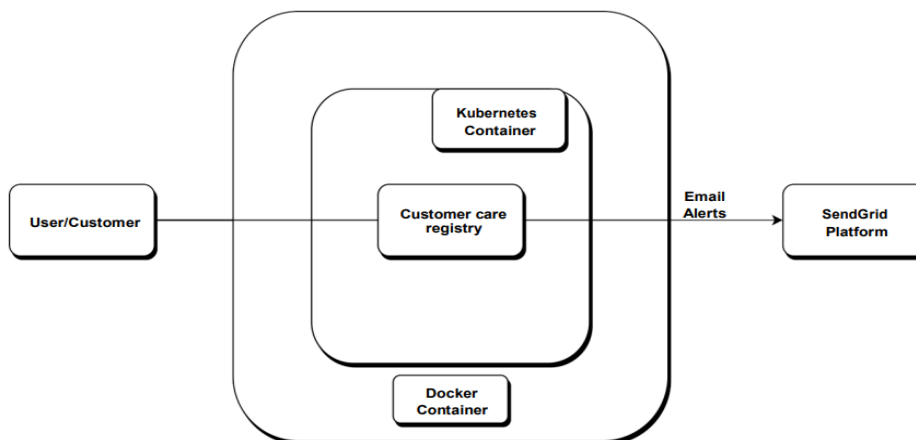 Kubernetes
Container
User/Customer
Customer care
registry
Email
Alerts
SendGrid
Platform
Docker
Container